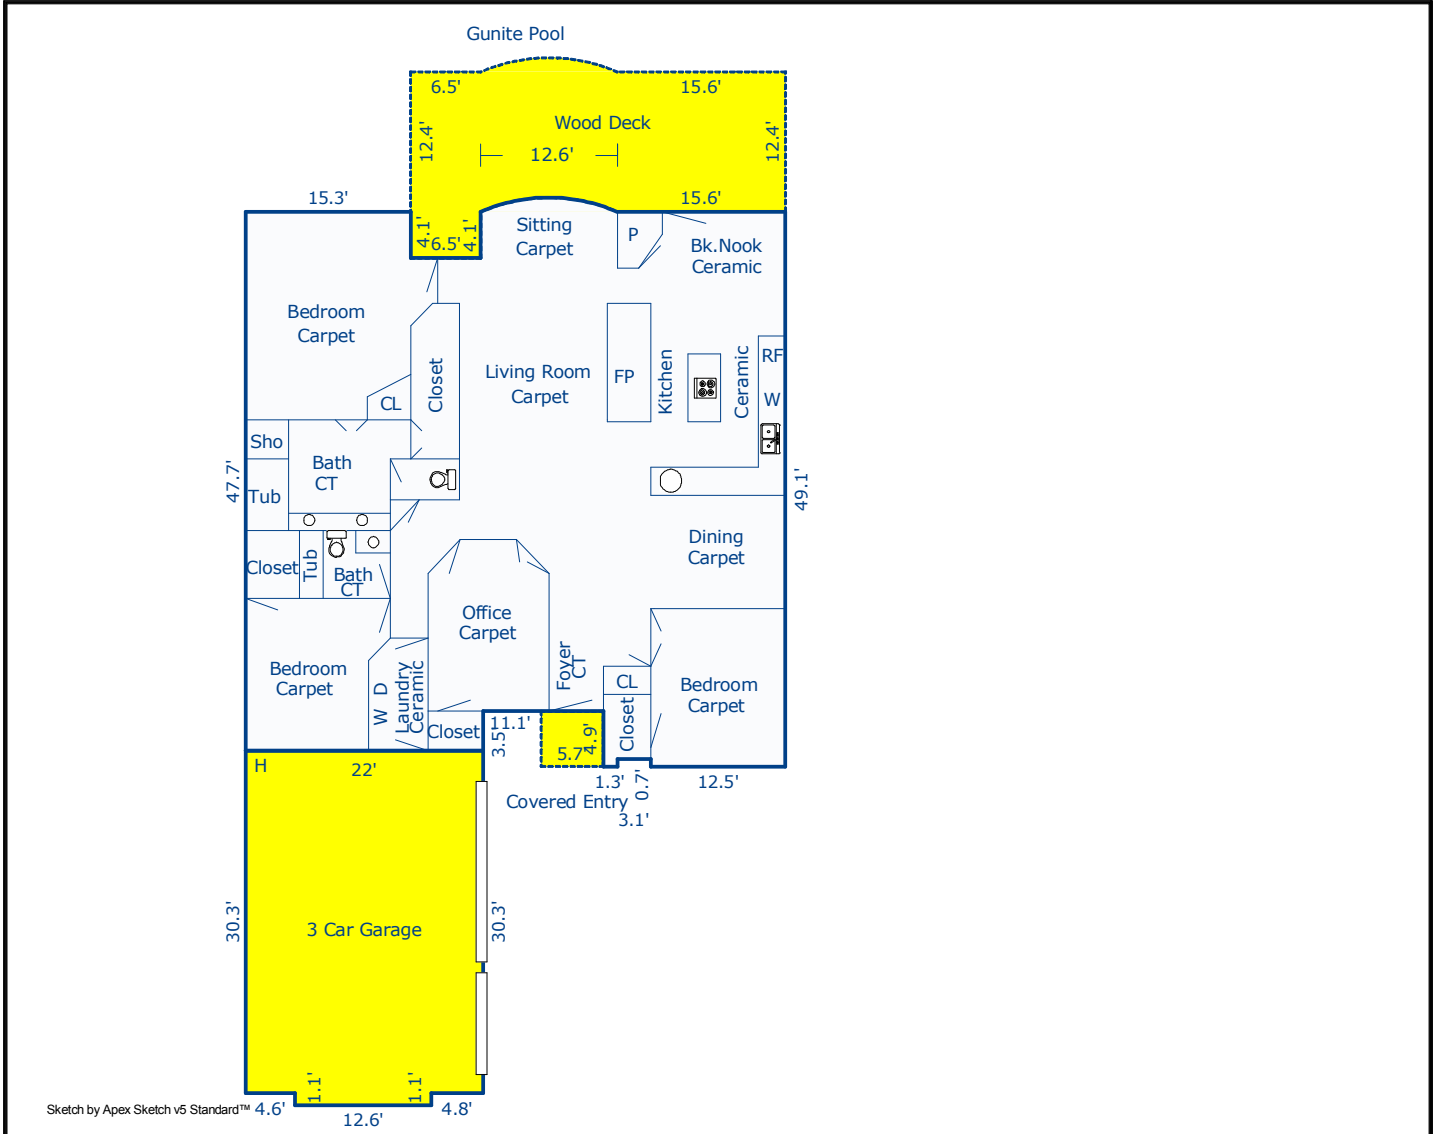 Gunite Pool
6.5'
15.6'
Wood Deck
12.4'
12.6'
12.4'
15.3'
15.6'
4.1'
6.5'
4.1'
Sitting
Carpet
P
Bk.Nook
Ceramic
Bedroom
Carpet
Closet
CL
Living Room
Carpet
FP
Kitchen
Ceramic
RF
W
Sho
Bath
CT
Tub
47.7'
49.1'
Closet
Tub
Bath
CT
Dining
Carpet
Office
Carpet
Bedroom
Carpet
W D
Laundry
Ceramic
Closet
Foyer
CT
CL
Closet
Bedroom
Carpet
11.1'
3.5'
5.7'
4.9'
H
22'
1.3'
0.7'
3.1'
12.5'
Covered Entry
30.3'
3 Car Garage
30.3'
1.1'
1.1'
4.6'
12.6'
4.8'
Sketch by Apex Sketch v5 Standard™